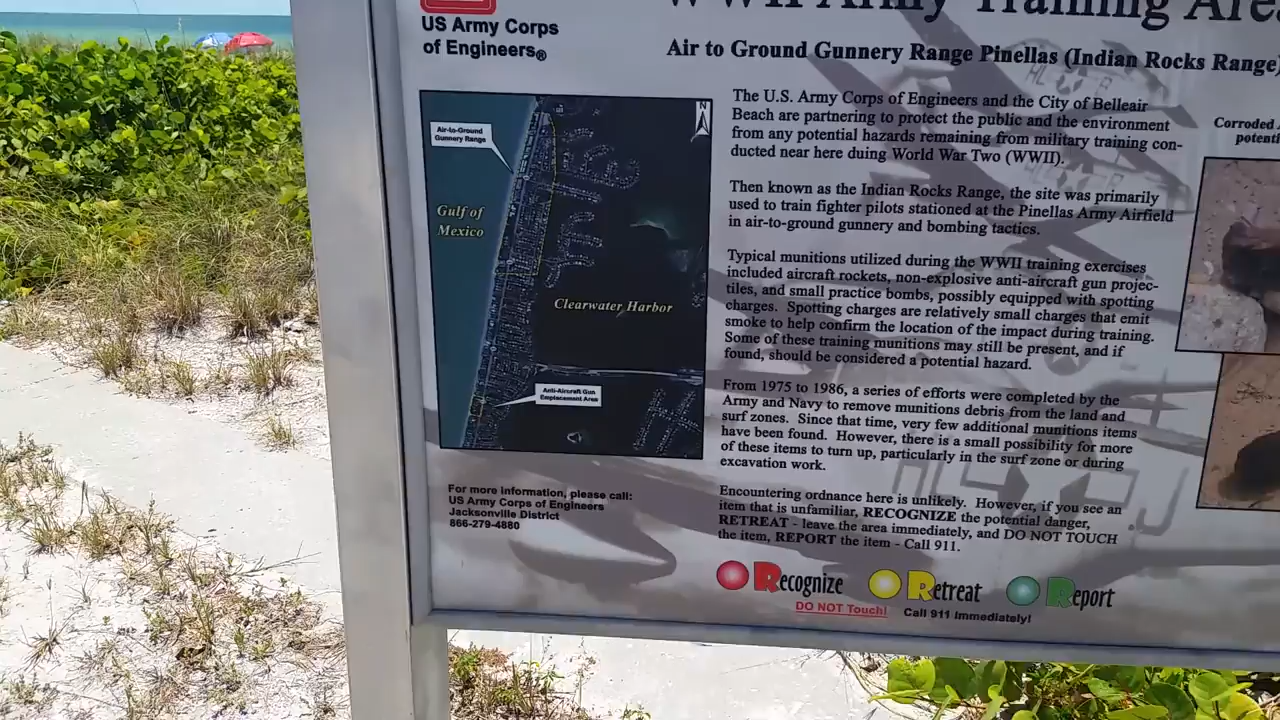 US Army Corps
of Engineers®
WWII Army Training Area
Air to Ground Gunnery Range Pinellas (Indian Rocks Range)
Air-to-Ground
Gunnery Range
N
Gulf of
Mexico
Clearwater Harbor
Anti-Aircraft Gun
Emplacement Area
For more information, please call:
US Army Corps of Engineers
Jacksonville District
866-279-4880
The U.S. Army Corps of Engineers and the City of Belleair
Beach are partnering to protect the public and the environment
from any potential hazards remaining from military training con-
ducted near here duing World War Two (WWII).
Then known as the Indian Rocks Range, the site was primarily
used to train fighter pilots stationed at the Pinellas Army Airfield
in air-to-ground gunnery and bombing tactics.
Typical munitions utilized during the WWII training exercises
included aircraft rockets, non-explosive anti-aircraft gun projec-
tiles, and small practice bombs, possibly equipped with spotting
charges. Spotting charges are relatively small charges that emit
smoke to help confirm the location of the impact during training.
Some of these training munitions may still be present, and if
found, should be considered a potential hazard.
From 1975 to 1986, a series of efforts were completed by the
Army and Navy to remove munitions debris from the land and
surf zones. Since that time, very few additional munitions items
have been found. However, there is a small possibility for more
of these items to turn up, particularly in the surf zone or during
excavation work.
Encountering ordnance here is unlikely. However, if you see an
item that is unfamiliar, RECOGNIZE the potential danger,
RETREAT - leave the area immediately, and DO NOT TOUCH
the item, REPORT the item - Call 911.
Recognize Retreat Report
DO NOT Touch! Call 911 Immediately!
Corroded
potenti